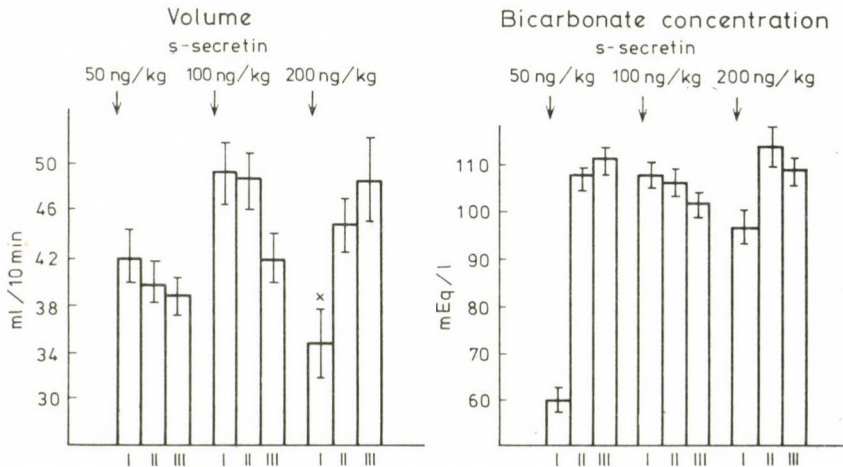 Volume
s-secretin
50 ng/kg 100 ng/kg 200 ng/kg
50
46
42
38
34
30
ml/10 min
x
I II III I II III I II III
Bicarbonate concentration
s-secretin
50 ng/kg 100 ng/kg 200 ng/kg
110
100
90
80
70
60
mEq/l
I II III I II III I II III